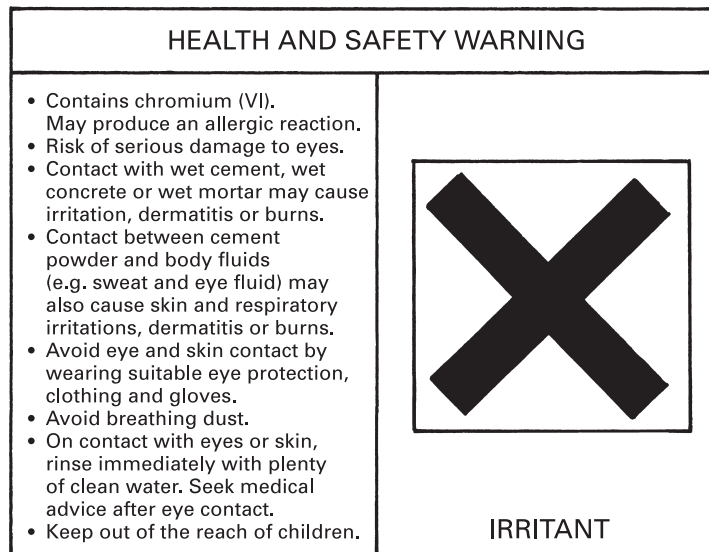 HEALTH AND SAFETY WARNING
• Contains chromium (VI).
May produce an allergic reaction.
• Risk of serious damage to eyes.
• Contact with wet cement, wet
concrete or wet mortar may cause
irritation, dermatitis or burns.
• Contact between cement
powder and body fluids
(e.g. sweat and eye fluid) may
also cause skin and respiratory
irritations, dermatitis or burns.
• Avoid eye and skin contact by
wearing suitable eye protection,
clothing and gloves.
• Avoid breathing dust.
• On contact with eyes or skin,
rinse immediately with plenty
of clean water. Seek medical
advice after eye contact.
• Keep out of the reach of children.
IRRITANT